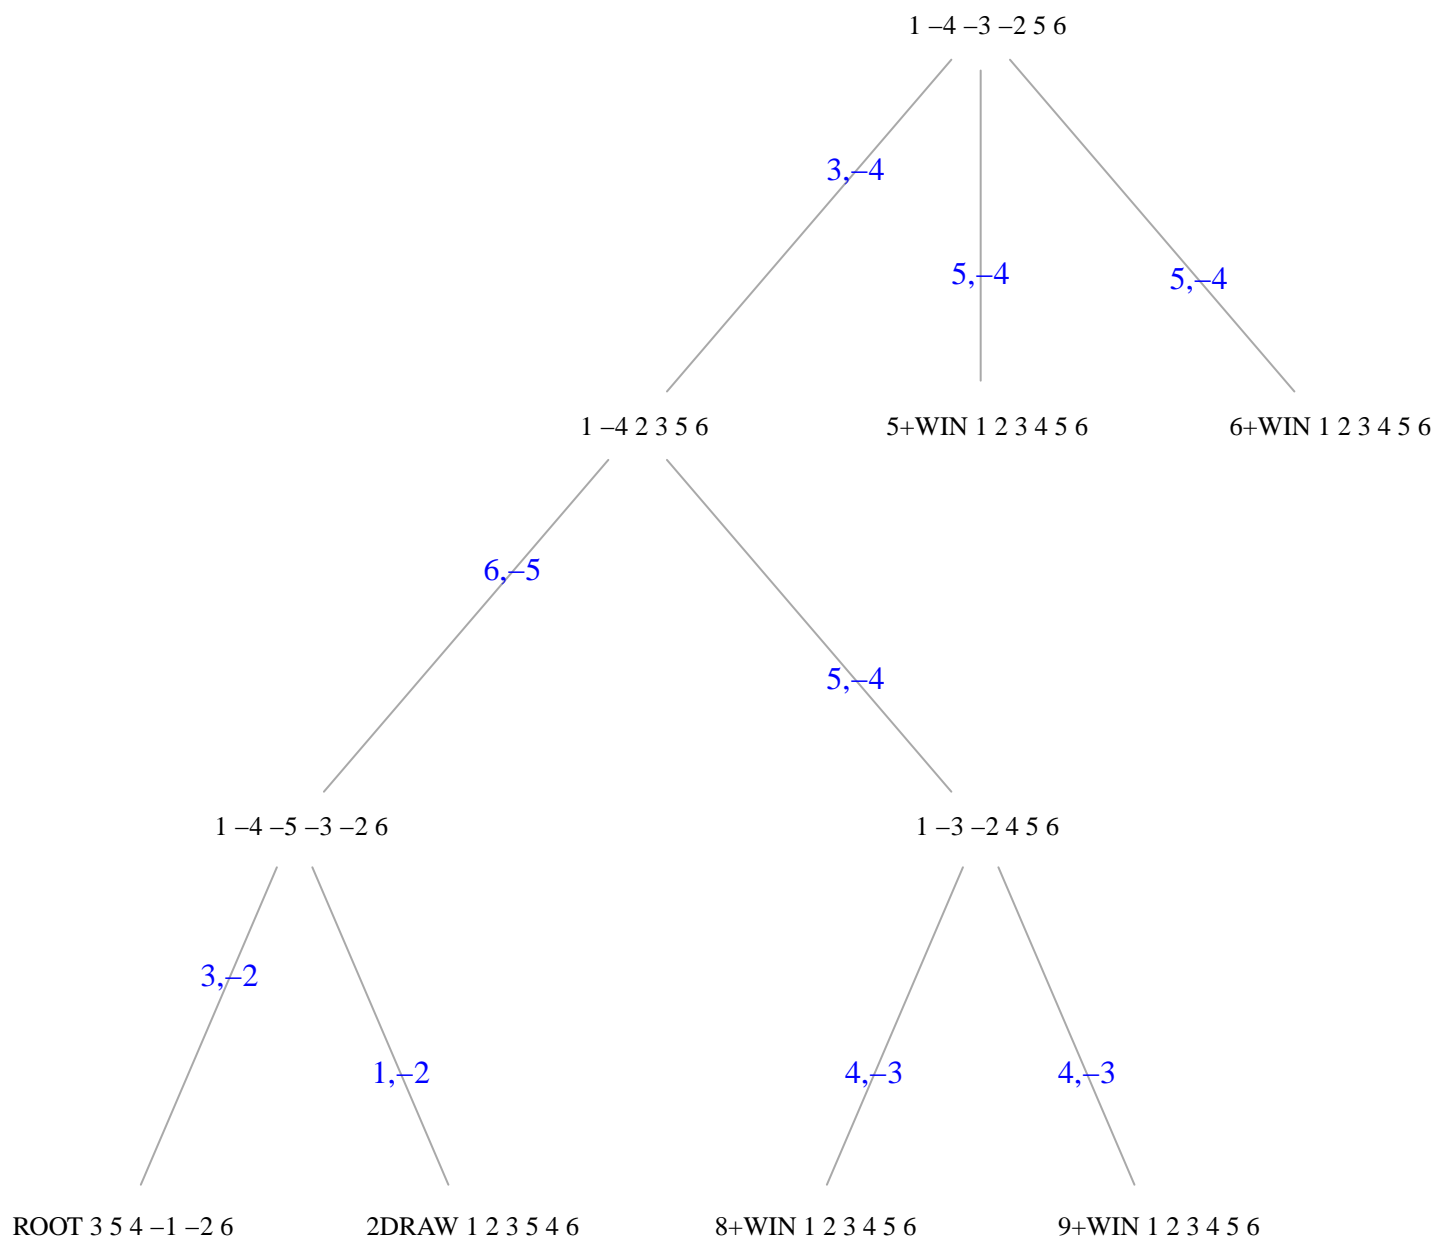 1 –4 –3 –2 5 6
3,–4
5,–4
5,–4
1 –4 2 3 5 6
5+WIN 1 2 3 4 5 6
6+WIN 1 2 3 4 5 6
6,–5
5,–4
1 –4 –5 –3 –2 6
1 –3 –2 4 5 6
3,–2
1,–2
4,–3
4,–3
ROOT 3 5 4 –1 –2 6
2DRAW 1 2 3 5 4 6
8+WIN 1 2 3 4 5 6
9+WIN 1 2 3 4 5 6